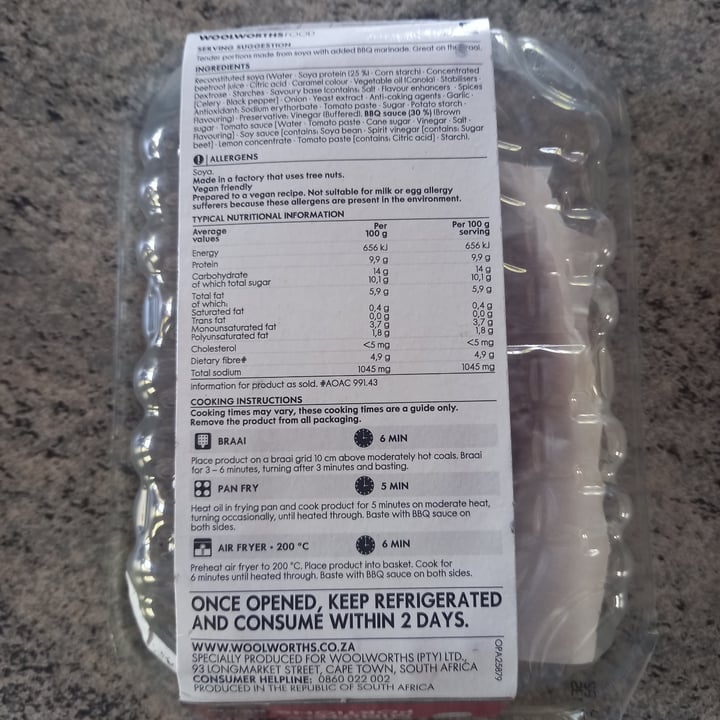 WOOLWORTHS FOOD
SERVING SUGGESTION
Tender portions made from soya with added BBQ marinade. Great on the braai.
INGREDIENTS
Reconstituted soya (Water · Soya protein (25 %) · Corn starch) · Concentrated
beetroot juice · Citric acid · Caramel colour · Vegetable oil (Canola) · Stabilisers ·
Dextrose · Starches · Savoury base [contains: Salt · Flavour enhancers · Spices
(Celery · Black pepper) · Onion · Yeast extract · Anti-caking agents · Garlic ·
Antioxidant: Sodium erythorbate · Tomato paste · Sugar · Potato starch ·
Flavouring] · Preservative: Vinegar (Buffered). BBQ sauce (30 %) (Brown
sugar · Tomato sauce [Water · Tomato paste · Cane sugar · Vinegar · Salt ·
Flavouring] · Soy sauce [contains: Soya bean · Spirit vinegar [contains: Sugar
beet] · Lemon concentrate · Tomato paste [contains: Citric acid] · Starch).
! ALLERGENS
Soya.
Made in a factory that uses tree nuts.
Vegan friendly
Prepared to a vegan recipe. Not suitable for milk or egg allergy
sufferers because these allergens are present in the environment.
TYPICAL NUTRITIONAL INFORMATION
Average values Per 100 g Per 100 g serving
Energy 656 kJ 656 kJ
Protein 9,9 g 9,9 g
Carbohydrate 14 g 14 g
of which total sugar 10,1 g 10,1 g
Total fat 5,9 g 5,9 g
of which:
Saturated fat 0,4 g 0,4 g
Trans fat 0,0 g 0,0 g
Monounsaturated fat 3,7 g 3,7 g
Polyunsaturated fat 1,8 g 1,8 g
Cholesterol <5 mg <5 mg
Dietary fibre# 4,9 g 4,9 g
Total sodium 1045 mg 1045 mg
Information for product as sold. #AOAC 991.43
COOKING INSTRUCTIONS
Cooking times may vary, these cooking times are a guide only.
Remove the product from all packaging.
BRAAI 6 MIN
Place product on a braai grid 10 cm above moderately hot coals. Braai
for 3 – 6 minutes, turning after 3 minutes and basting.
PAN FRY 5 MIN
Heat oil in frying pan and cook product for 5 minutes on moderate heat,
turning occasionally, until heated through. Baste with BBQ sauce on
both sides.
AIR FRYER • 200 °C 6 MIN
Preheat air fryer to 200 °C. Place product into basket. Cook for
6 minutes until heated through. Baste with BBQ sauce on both sides.
ONCE OPENED, KEEP REFRIGERATED
AND CONSUME WITHIN 2 DAYS.
WWW.WOOLWORTHS.CO.ZA
SPECIALLY PRODUCED FOR WOOLWORTHS (PTY) LTD.,
93 LONGMARKET STREET, CAPE TOWN, SOUTH AFRICA
CONSUMER HELPLINE: 0860 022 002
PRODUCED IN THE REPUBLIC OF SOUTH AFRICA
OPA25879